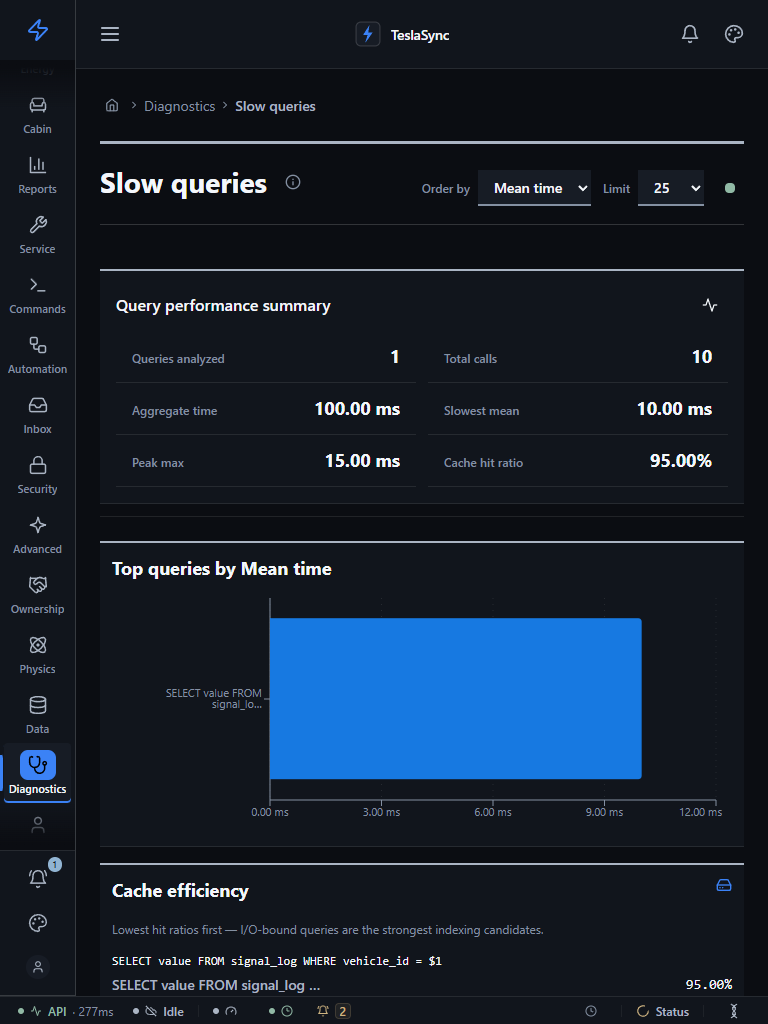 TeslaSync
Energy
Cabin
Reports
Service
Commands
Automation
Inbox
Security
Advanced
Ownership
Physics
Data
Diagnostics
1
Diagnostics
Slow queries
Slow queries
Order by
Mean time
Limit
25
Query performance summary
Queries analyzed 1
Total calls 10
Aggregate time 100.00 ms
Slowest mean 10.00 ms
Peak max 15.00 ms
Cache hit ratio 95.00%
Top queries by Mean time
SELECT value FROM
signal_lo...
0.00 ms 3.00 ms 6.00 ms 9.00 ms 12.00 ms
Cache efficiency
Lowest hit ratios first — I/O-bound queries are the strongest indexing candidates.
SELECT value FROM signal_log WHERE vehicle_id = $1
SELECT value FROM signal_log ... 95.00%
API · 277ms
Idle
2
Status